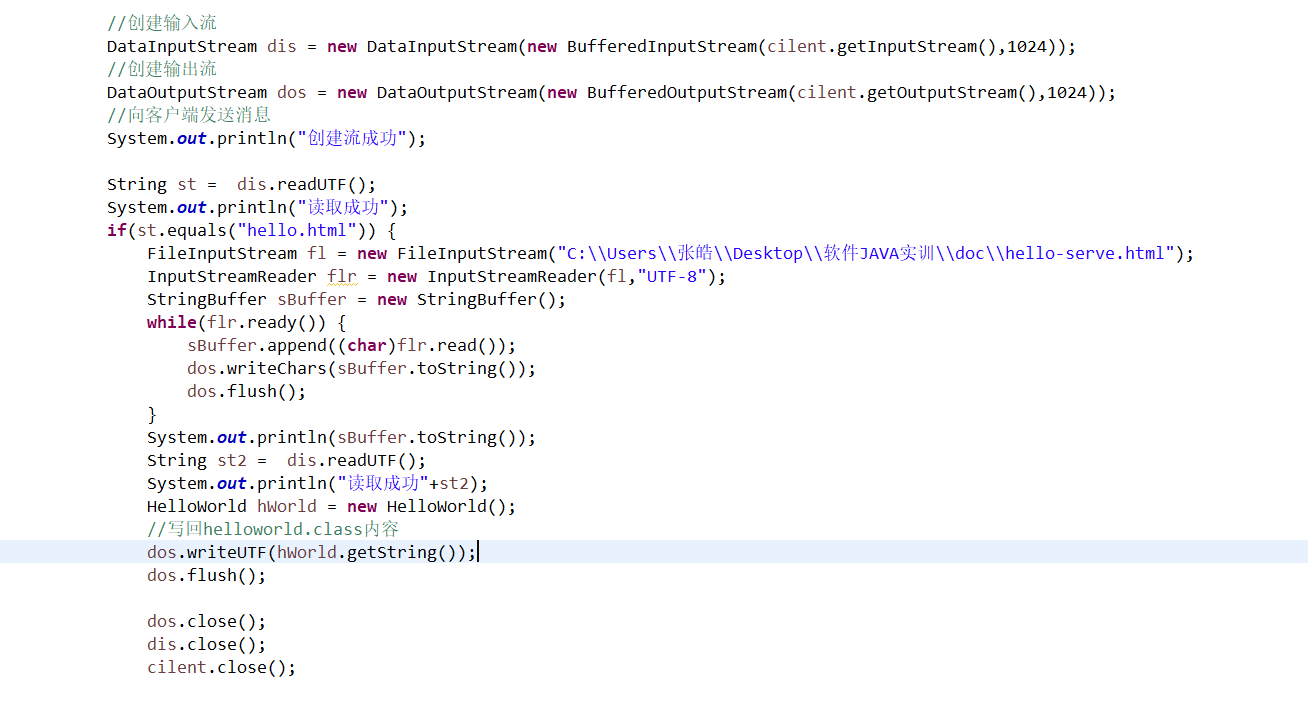 //创建输入流
DataInputStream dis = new DataInputStream(new BufferedInputStream(cilent.getInputStream(),1024));
//创建输出流
DataOutputStream dos = new DataOutputStream(new BufferedOutputStream(cilent.getOutputStream(),1024));
//向客户端发送消息
System.out.println("创建流成功");
String st =  dis.readUTF();
System.out.println("读取成功");
if(st.equals("hello.html")) {
FileInputStream fl = new FileInputStream("C:\\Users\\张皓\\Desktop\\软件JAVA实训\\doc\\hello-serve.html");
InputStreamReader flr = new InputStreamReader(fl,"UTF-8");
StringBuffer sBuffer = new StringBuffer();
while(flr.ready()) {
sBuffer.append((char)flr.read());
dos.writeChars(sBuffer.toString());
dos.flush();
}
System.out.println(sBuffer.toString());
String st2 =  dis.readUTF();
System.out.println("读取成功"+st2);
HelloWorld hWorld = new HelloWorld();
//写回helloworld.class内容
dos.writeUTF(hWorld.getString());
dos.flush();
dos.close();
dis.close();
cilent.close();